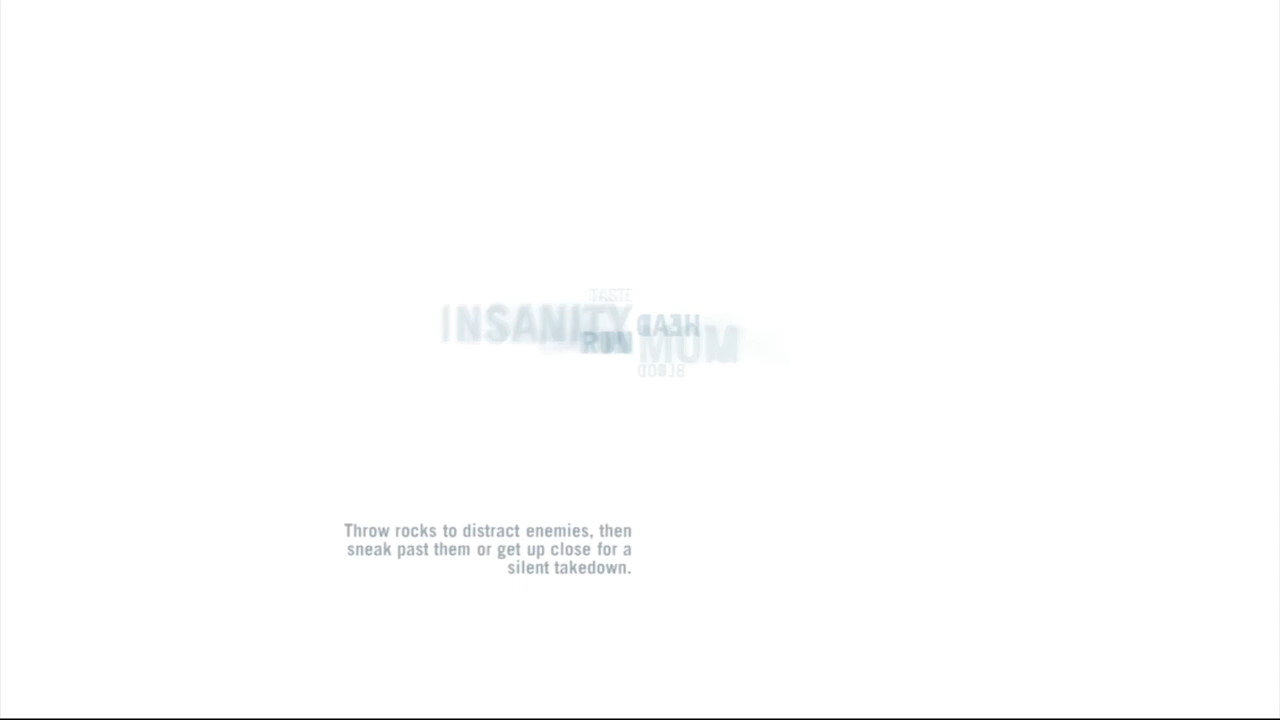 TASTE
INSANITY
HEAD
RUN
MUM
BLOOD
Throw rocks to distract enemies, then
sneak past them or get up close for a
silent takedown.